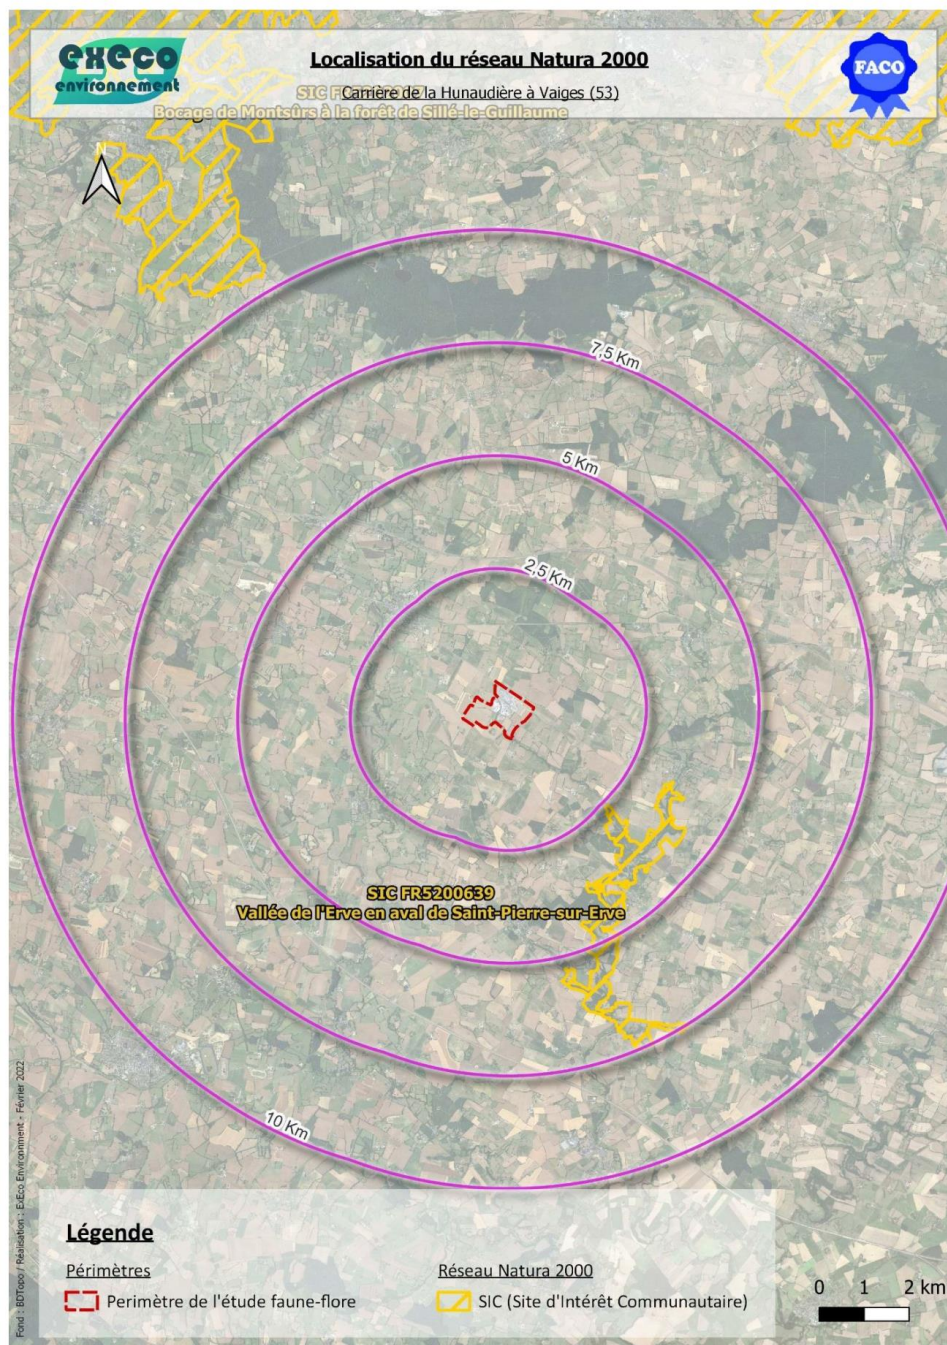 execo
environnement
Localisation du réseau Natura 2000
Carrière de la Hunaudière à Vaiges (53)
FACO
SIC
Bocage de Montsûrs à la forêt de Sillé-le-Guillaume
N
7,5 Km
5 Km
2,5 Km
SIC FR5200639
Vallée de l'Erve en aval de Saint-Pierre-sur-Erve
10 Km
Fond : BDTopo / Réalisation : ExEco Environnment - Février 2022
Légende
Périmètres
Perimètre de l'étude faune-flore
Réseau Natura 2000
SIC (Site d'Intérêt Communautaire)
0 1 2 km